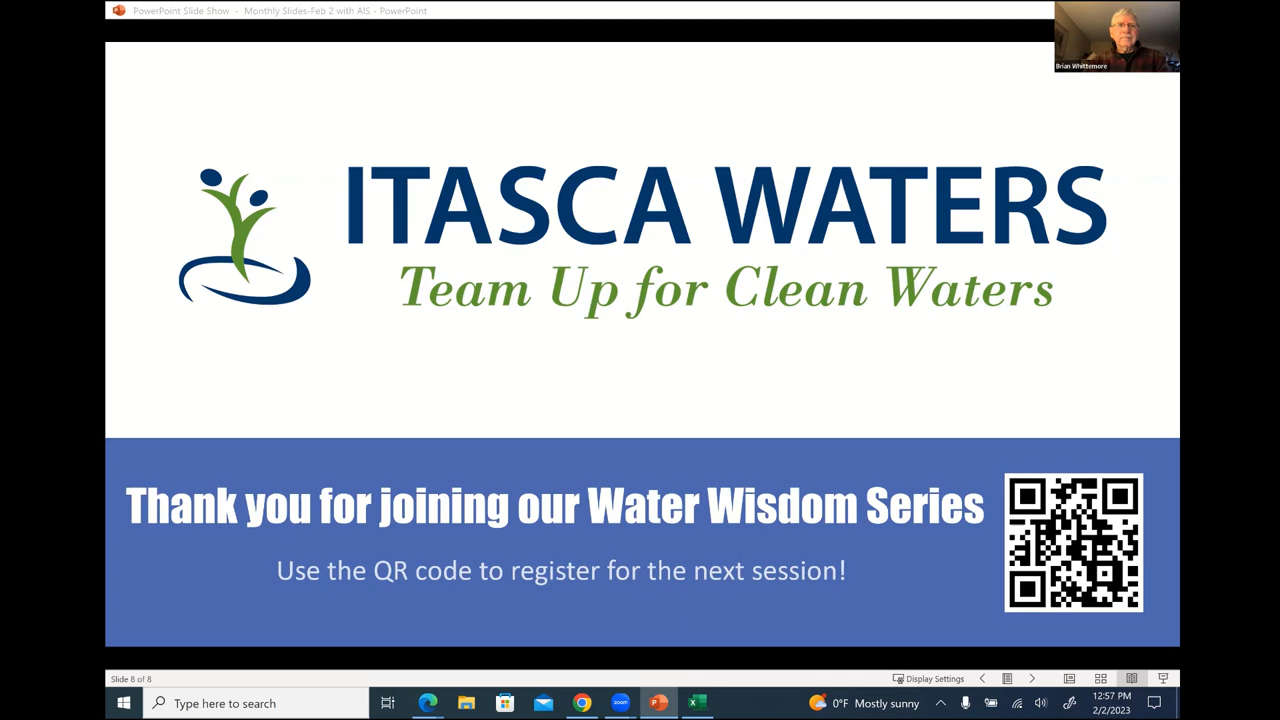 PowerPoint Slide Show - Monthly Slides-Feb 2 with AIS - PowerPoint
Brian Whittemore
ITASCA WATERS
Team Up for Clean Waters
Thank you for joining our Water Wisdom Series
Use the QR code to register for the next session!
Slide 8 of 8
Display Settings
Type here to search
zoom
0°F Mostly sunny
12:57 PM
2/2/2023